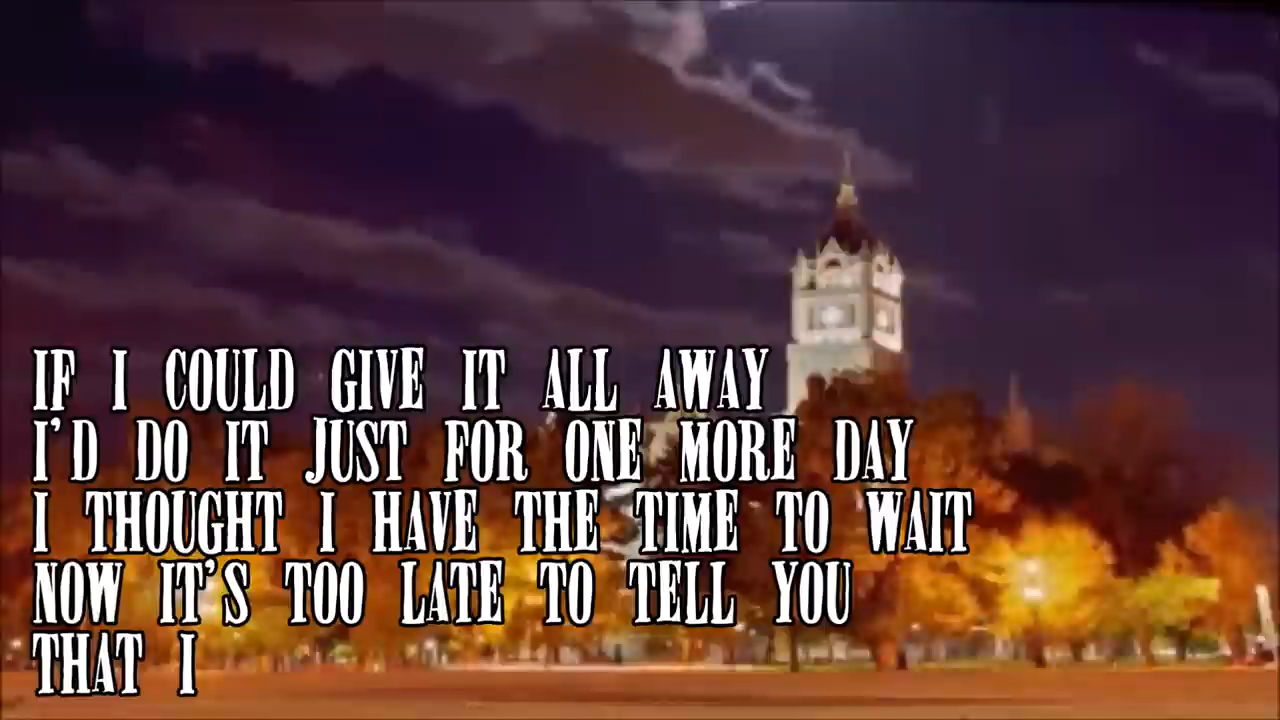 IF I COULD GIVE IT ALL AWAY
I'D DO IT JUST FOR ONE MORE DAY
I THOUGHT I HAVE THE TIME TO WAIT
NOW IT'S TOO LATE TO TELL YOU
THAT I